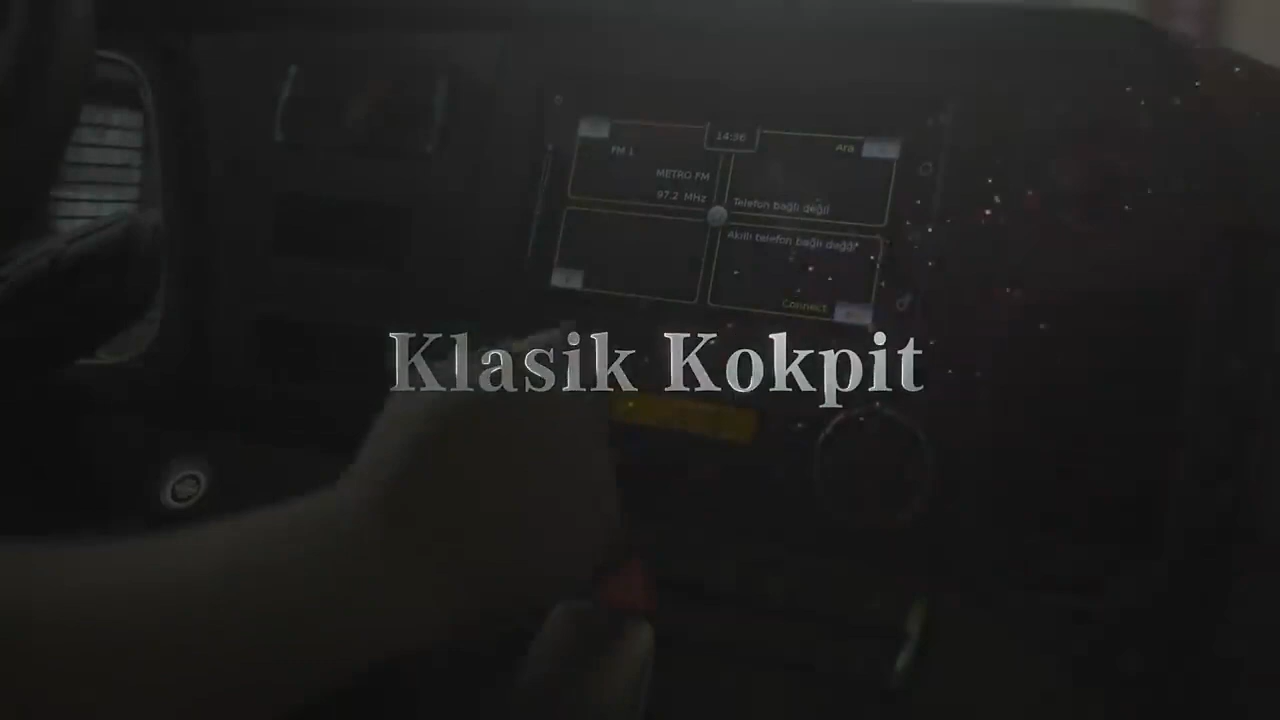 14:36
FM 1
METRO FM
97.2 MHz
Ara
Telefon bağlı değil
Akıllı telefon bağlı değil*
Connect
Klasik Kokpit